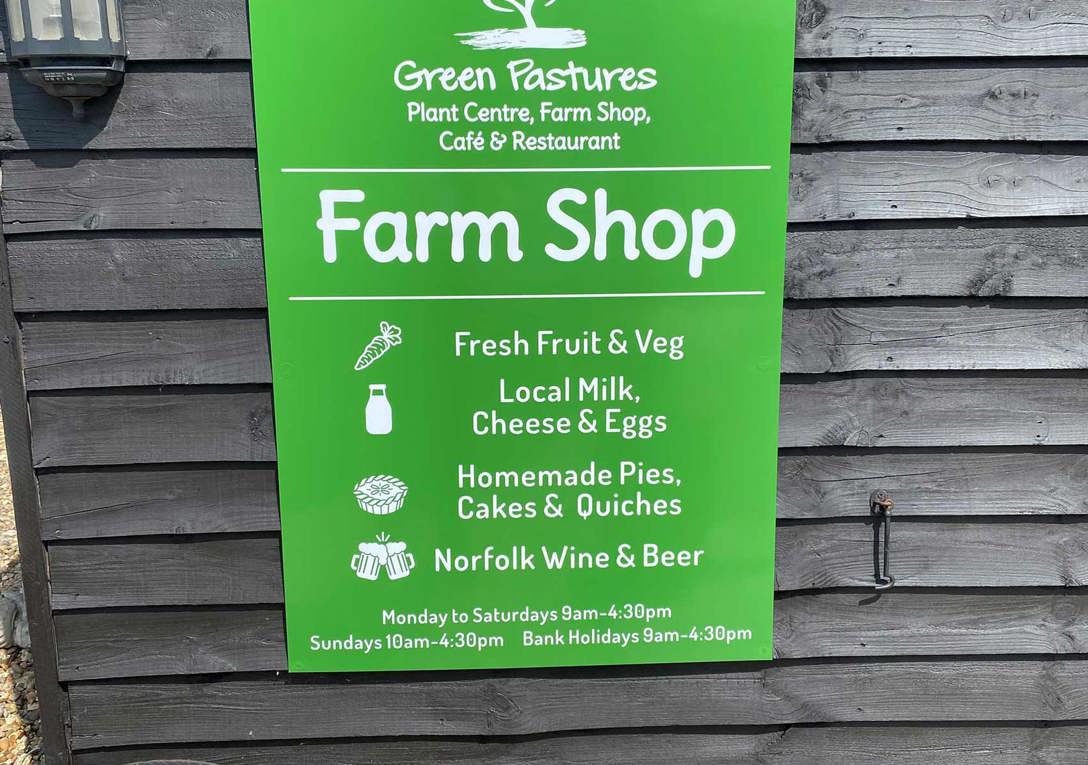 Green Pastures
Plant Centre, Farm Shop,
Café & Restaurant
Farm Shop
Fresh Fruit & Veg
Local Milk,
Cheese & Eggs
Homemade Pies,
Cakes & Quiches
Norfolk Wine & Beer
Monday to Saturdays 9am-4:30pm
Sundays 10am-4:30pm Bank Holidays 9am-4:30pm